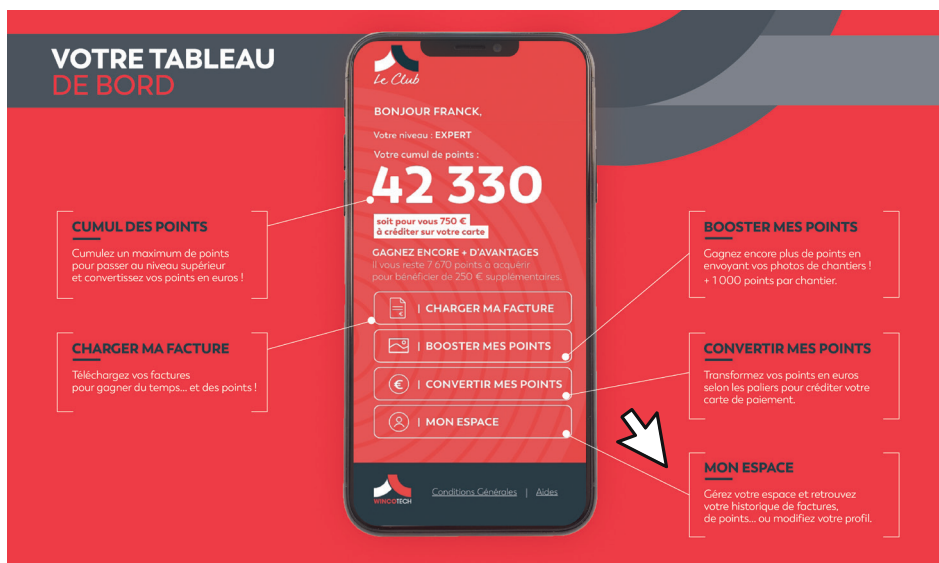 VOTRE TABLEAU
DE BORD
Le Club
BONJOUR FRANCK,
Votre niveau : EXPERT
Votre cumul de points :
42 330
soit pour vous 750 €
à créditer sur votre carte
GAGNEZ ENCORE + D'AVANTAGES
Il vous reste 7 670 points à acquérir
pour bénéficier de 250 € supplémentaires.
| CHARGER MA FACTURE
| BOOSTER MES POINTS
| CONVERTIR MES POINTS
| MON ESPACE
WINCOTECH
Conditions Générales | Aides
CUMUL DES POINTS
Cumulez un maximum de points
pour passer au niveau supérieur
et convertissez vos points en euros !
CHARGER MA FACTURE
Téléchargez vos factures
pour gagner du temps... et des points !
BOOSTER MES POINTS
Gagnez encore plus de points en
envoyant vos photos de chantiers !
+ 1 000 points par chantier.
CONVERTIR MES POINTS
Transformez vos points en euros
selon les paliers pour créditer votre
carte de paiement.
MON ESPACE
Gérez votre espace et retrouvez
votre historique de factures,
de points... ou modifiez votre profil.